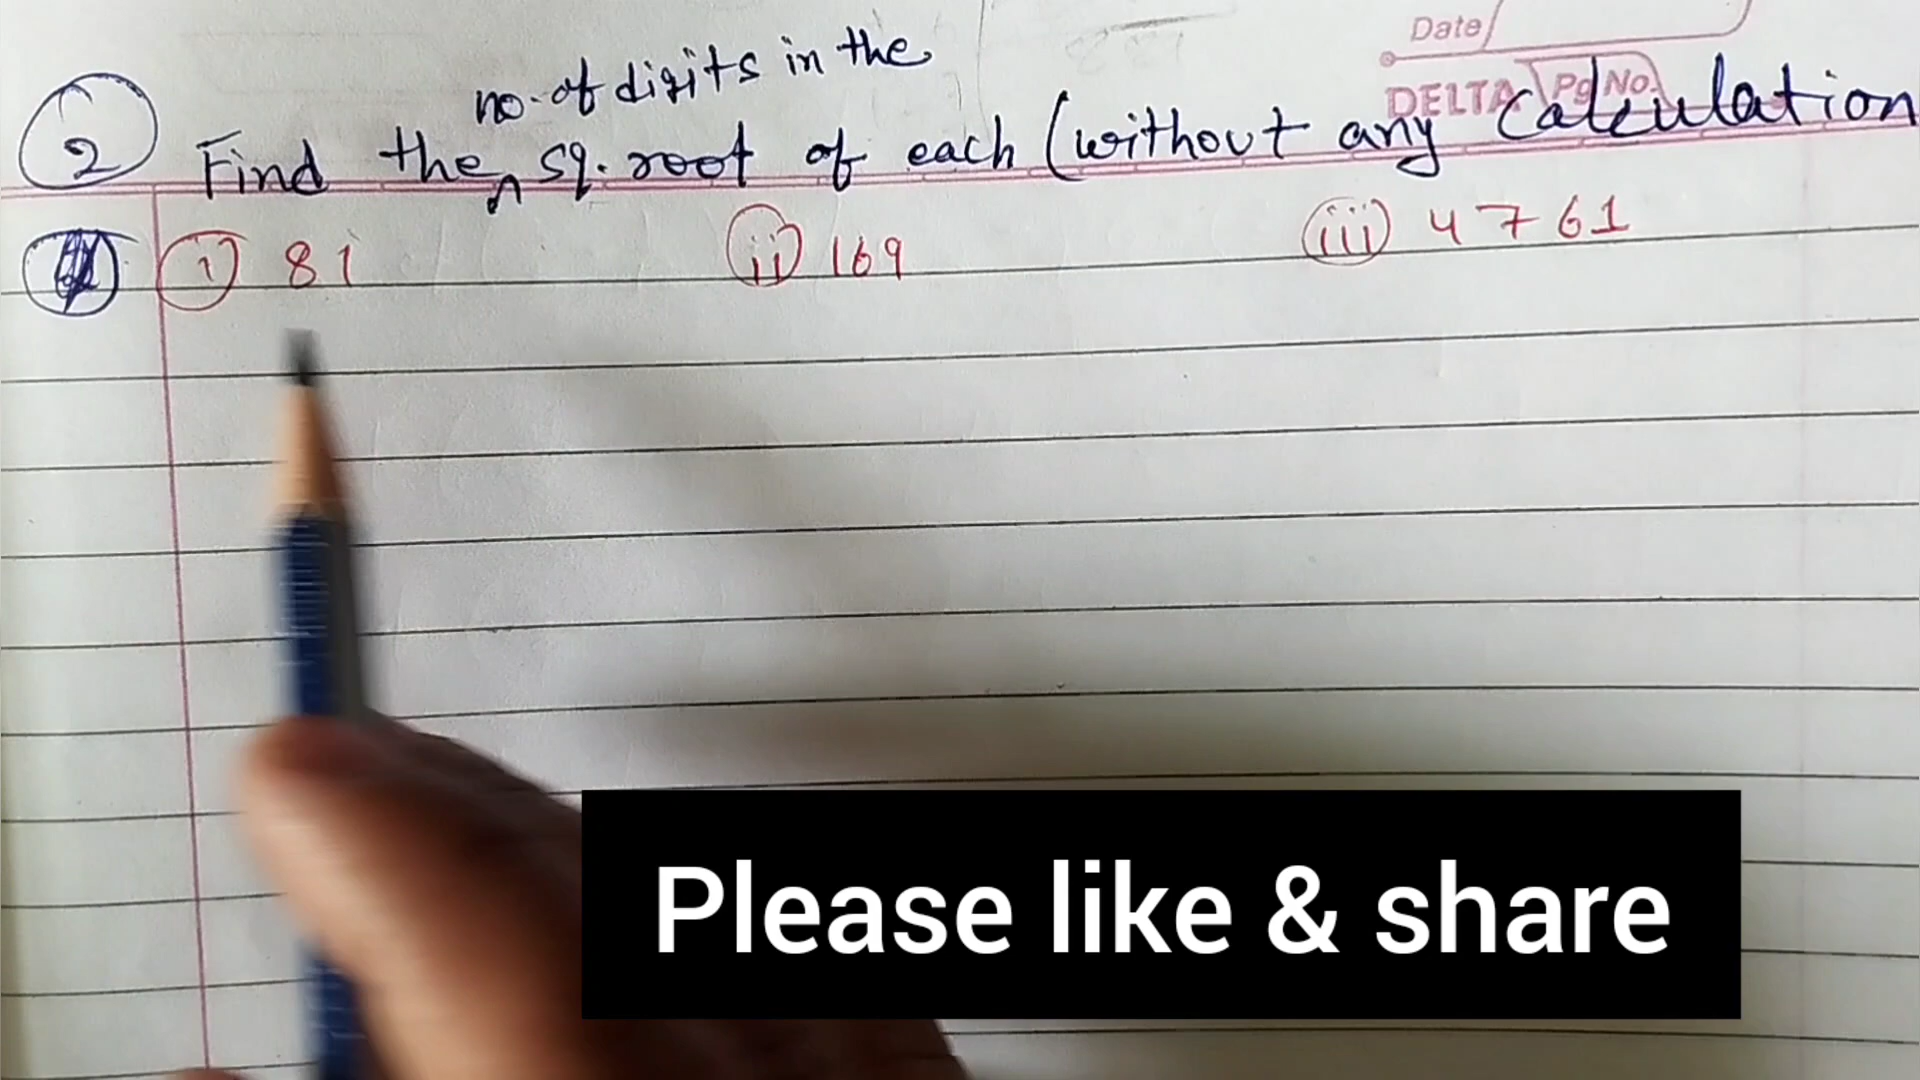 Date
DELTA Pg No.
no. of digits in the
2 Find the ^ sq. root of each (without any calculation
i) 81 ii) 169 iii) 4761
Please like & share